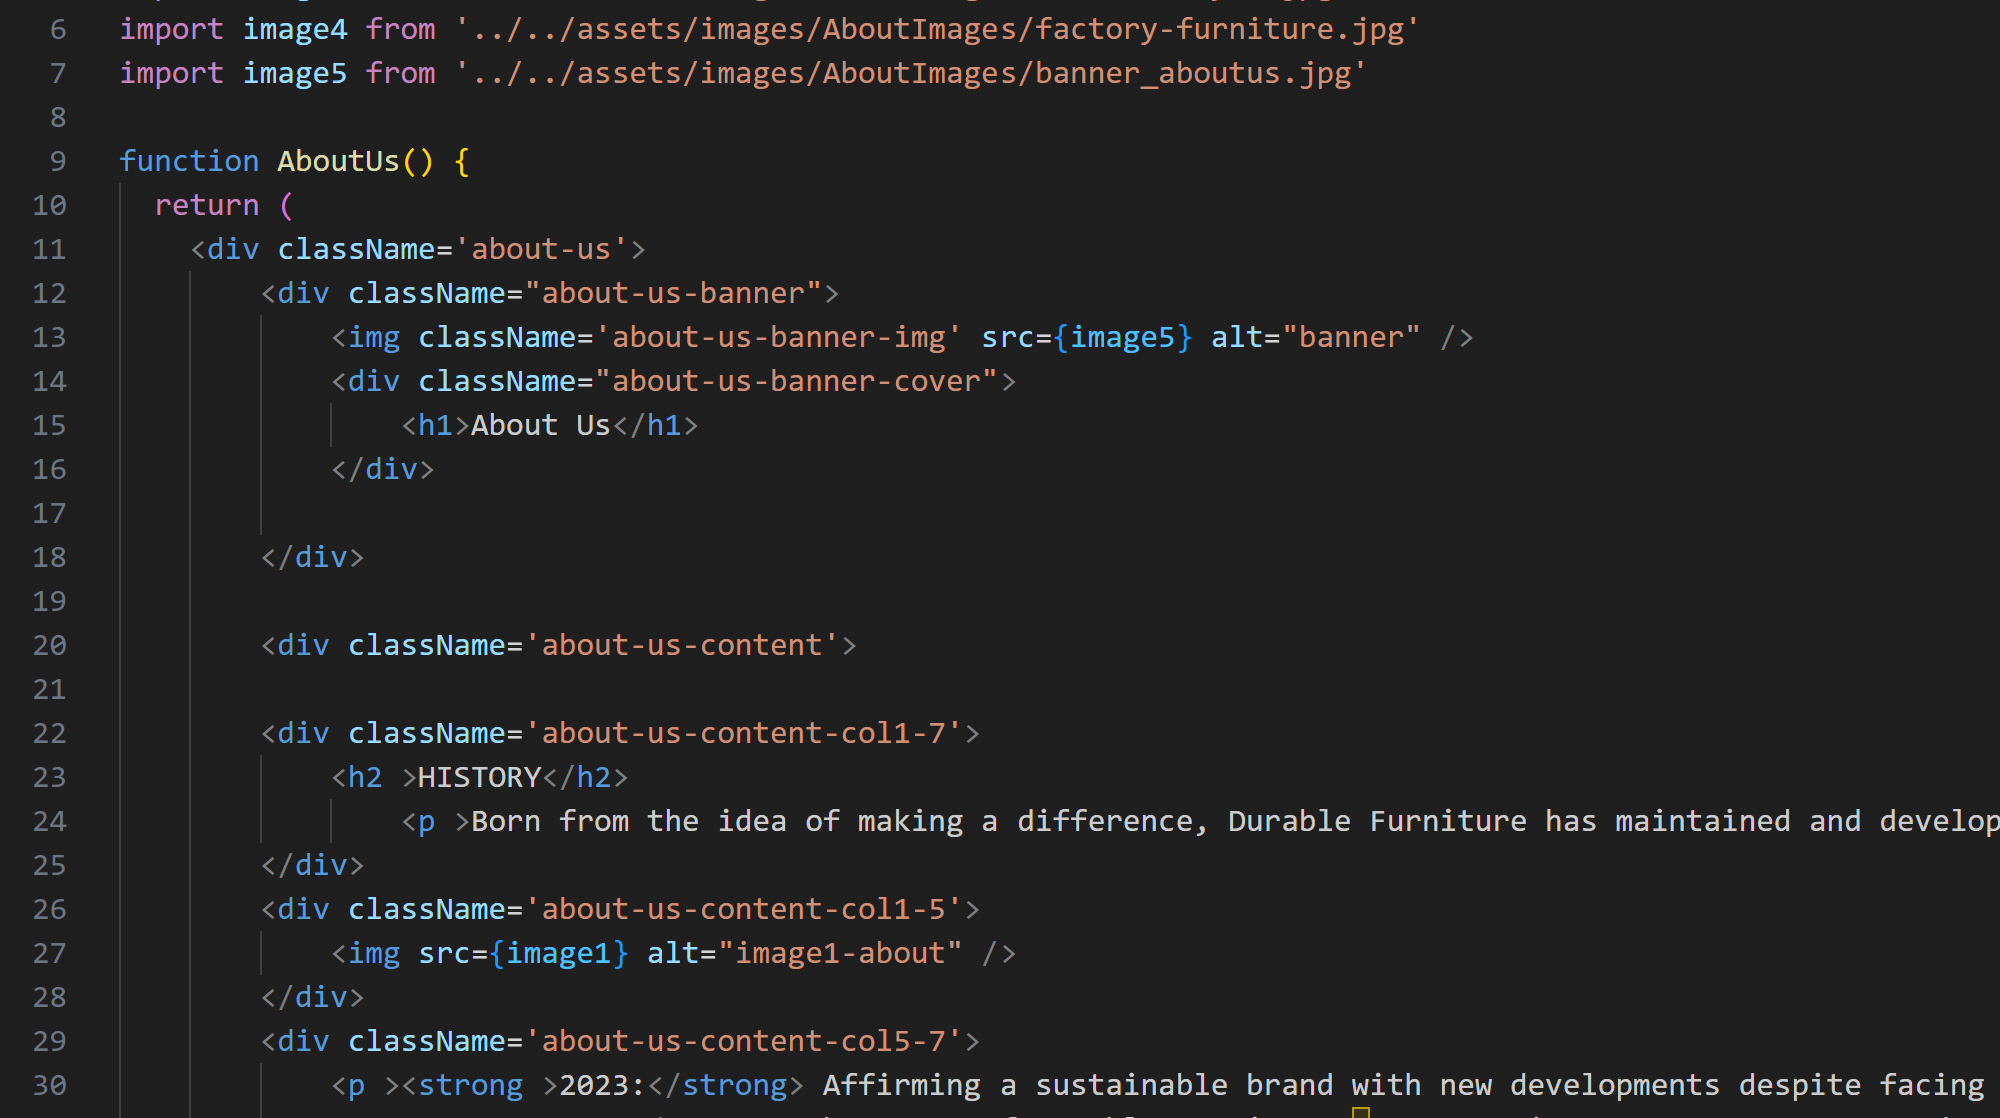 6 import image4 from '../../assets/images/AboutImages/factory-furniture.jpg'
7 import image5 from '../../assets/images/AboutImages/banner_aboutus.jpg'
8
9 function AboutUs() {
10 return (
11 <div className='about-us'>
12 <div className="about-us-banner">
13 <img className='about-us-banner-img' src={image5} alt="banner" />
14 <div className="about-us-banner-cover">
15 <h1>About Us</h1>
16 </div>
17
18 </div>
19
20 <div className='about-us-content'>
21
22 <div className='about-us-content-col1-7'>
23 <h2 >HISTORY</h2>
24 <p >Born from the idea of making a difference, Durable Furniture has maintained and develop
25 </div>
26 <div className='about-us-content-col1-5'>
27 <img src={image1} alt="image1-about" />
28 </div>
29 <div className='about-us-content-col5-7'>
30 <p ><strong >2023:</strong> Affirming a sustainable brand with new developments despite facing